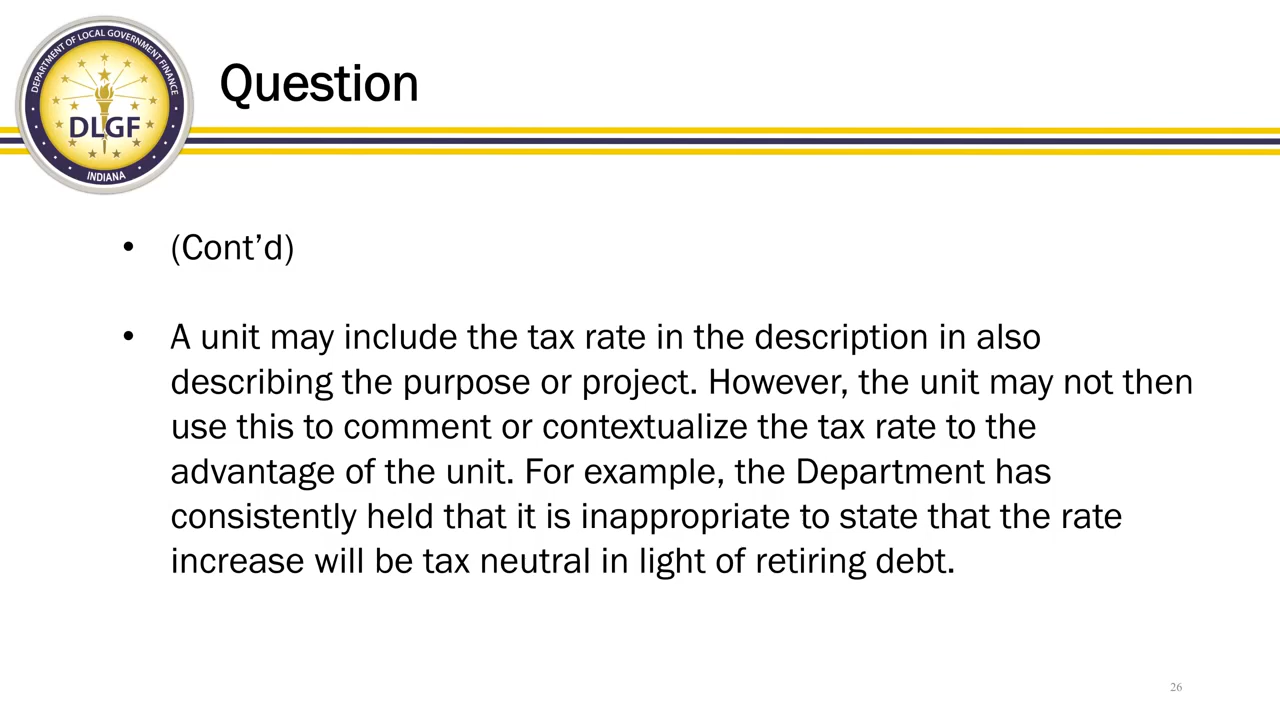 DEPARTMENT OF LOCAL GOVERNMENT FINANCE
DLGF
INDIANA
Question
• (Cont’d)
• A unit may include the tax rate in the description in also
describing the purpose or project. However, the unit may not then
use this to comment or contextualize the tax rate to the
advantage of the unit. For example, the Department has
consistently held that it is inappropriate to state that the rate
increase will be tax neutral in light of retiring debt.
26